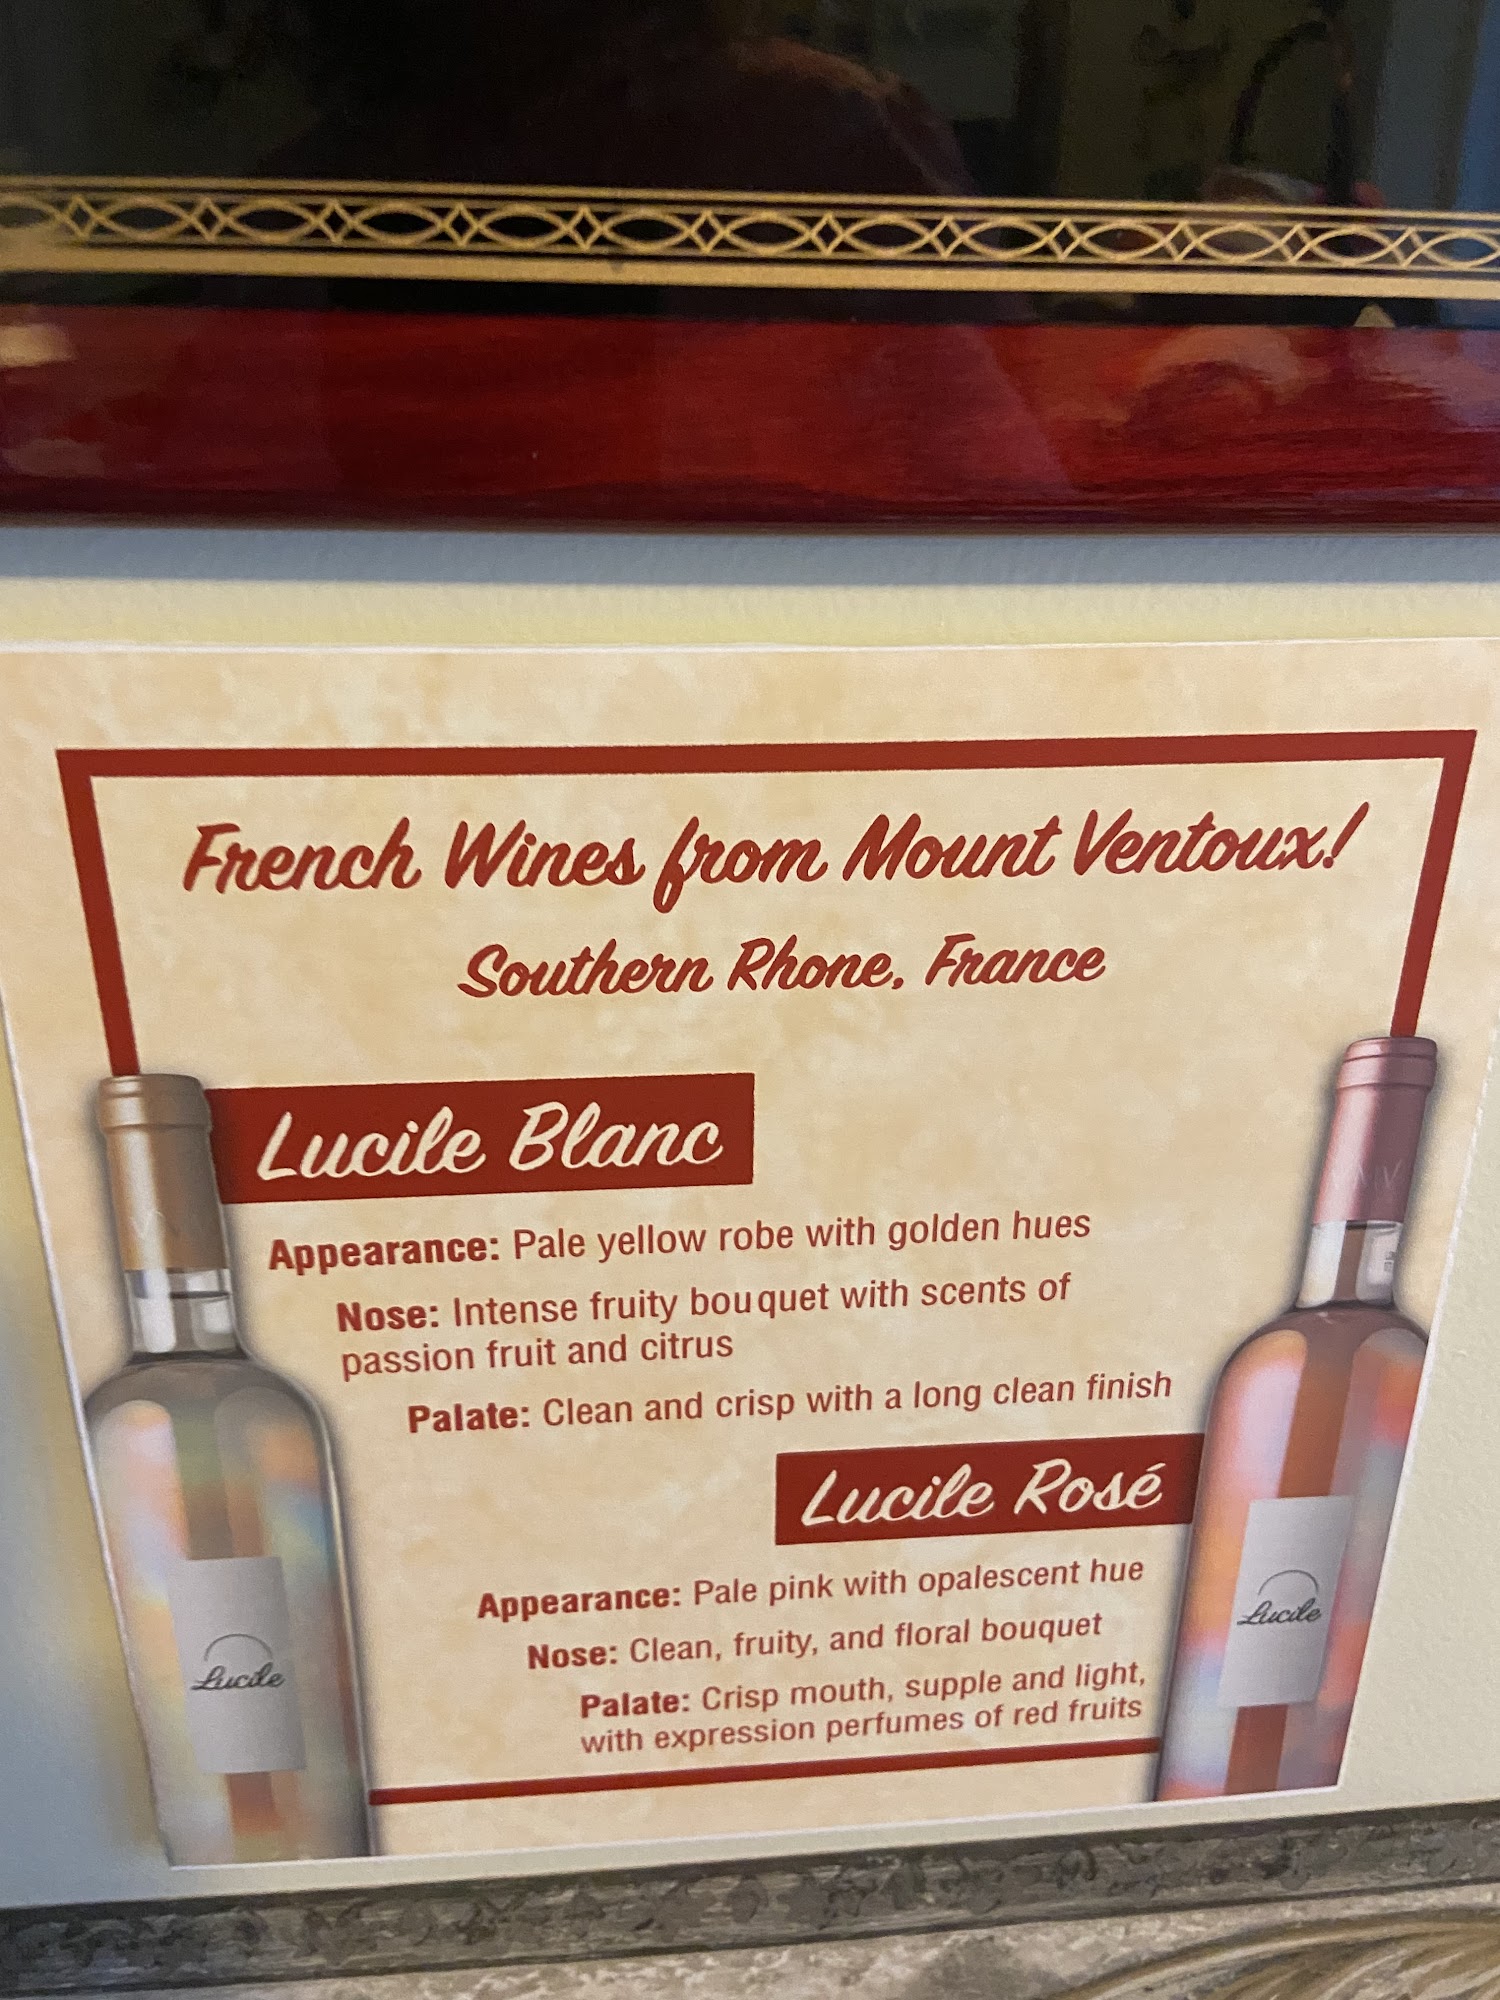 French Wines from Mount Ventoux!
Southern Rhone, France
Lucile Blanc
Appearance: Pale yellow robe with golden hues
Nose: Intense fruity bouquet with scents of
passion fruit and citrus
Palate: Clean and crisp with a long clean finish
Lucile Rosé
Appearance: Pale pink with opalescent hue
Nose: Clean, fruity, and floral bouquet
Palate: Crisp mouth, supple and light,
with expression perfumes of red fruits
Lucile
Lucile